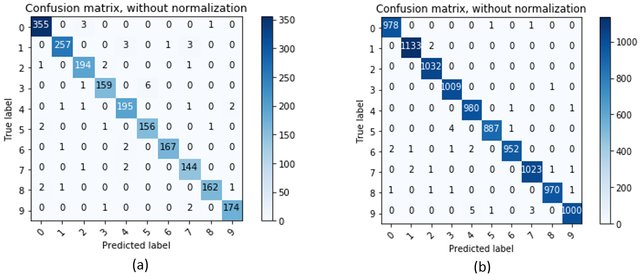 Confusion matrix, without normalization
True label
0 355 0 3 0 0 0 0 0 1 0
1 0 257 0 0 3 0 1 3 0 0
2 1 0 194 2 0 0 0 1 0 0
3 0 0 1 159 0 6 0 0 0 0
4 0 1 1 0 195 0 0 1 0 2
5 2 0 0 1 0 156 0 0 1 0
6 0 0 1 0 2 0 167 0 0 0
7 0 0 1 0 2 0 0 144 0 0
8 2 1 0 0 0 0 0 0 162 1
9 0 0 0 1 0 0 0 2 0 174
0 1 2 3 4 5 6 7 8 9
Predicted label
350
300
250
200
150
100
50
0
(a)
Confusion matrix, without normalization
True label
0 978 0 0 0 0 1 0 1 0 0
1 0 1133 2 0 0 0 0 0 0 0
2 0 0 1032 0 0 0 0 0 0 0
3 0 0 0 1009 0 0 0 0 1 0
4 0 0 0 0 980 0 1 0 0 1
5 0 0 0 4 0 887 1 0 0 0
6 2 1 0 1 2 0 952 0 0 0
7 0 2 1 0 0 0 0 1023 1 1
8 1 0 1 1 0 0 0 0 970 1
9 0 0 0 0 5 0 1 3 0 1000
0 1 2 3 4 5 6 7 8 9
Predicted label
1000
800
600
400
200
0
(b)